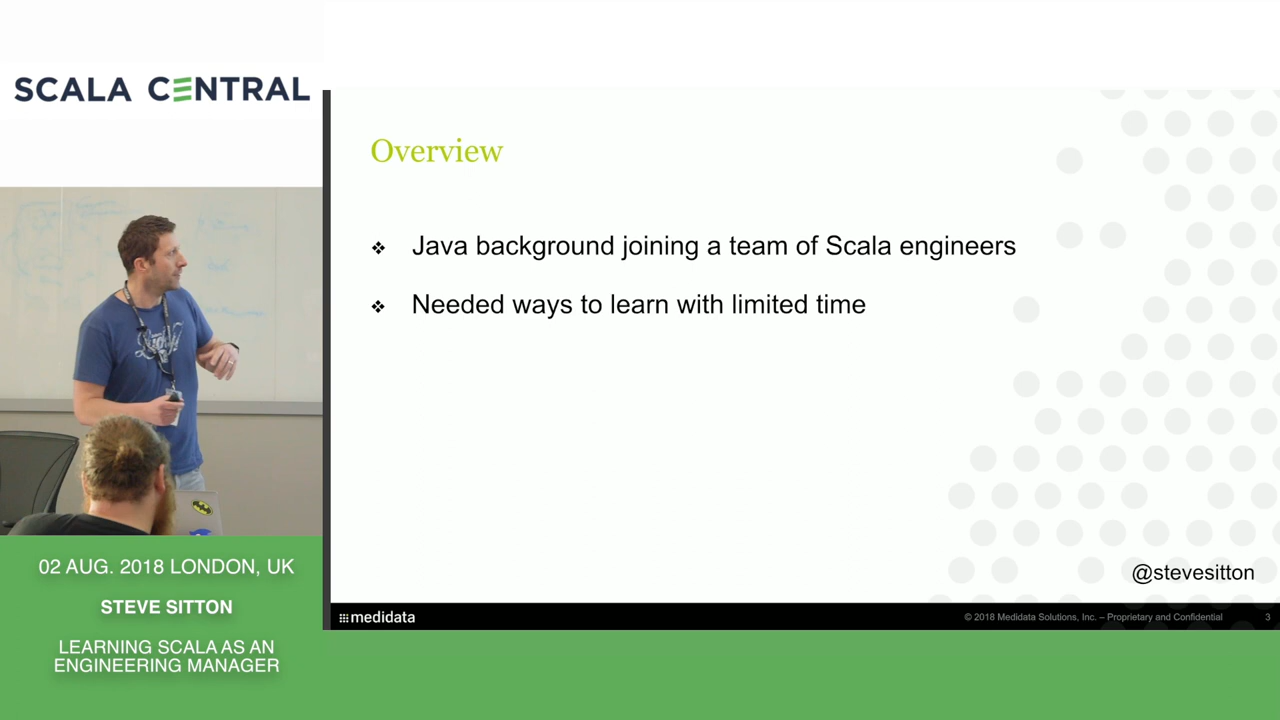 SCALA CENTRAL
Overview
❖ Java background joining a team of Scala engineers
❖ Needed ways to learn with limited time
@stevesitton
medidata
© 2018 Medidata Solutions, Inc. – Proprietary and Confidential 3
02 AUG. 2018 LONDON, UK
STEVE SITTON
LEARNING SCALA AS AN
ENGINEERING MANAGER